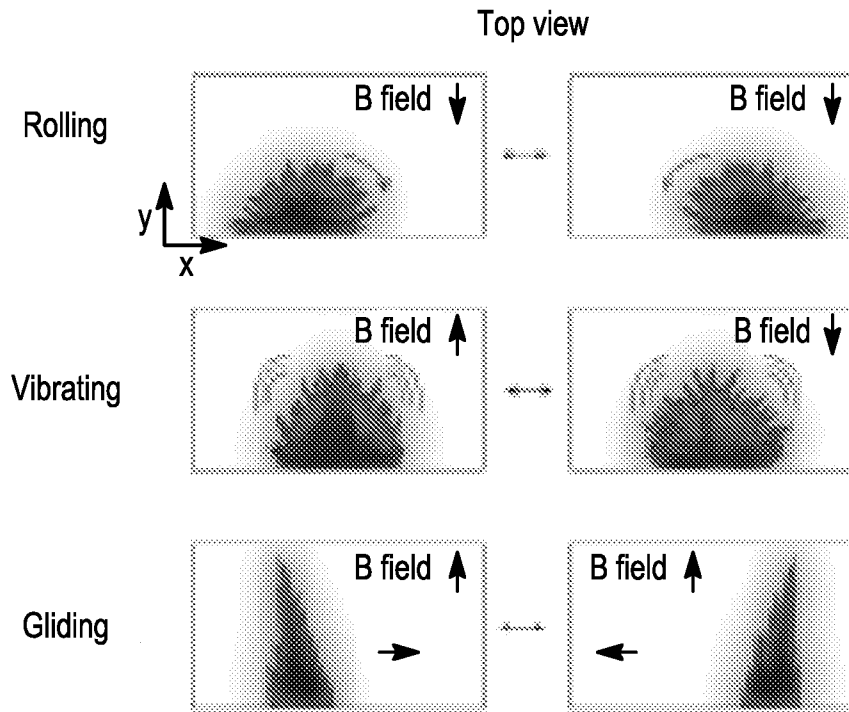 Top view
Rolling
B field
B field
y
x
Vibrating
B field
B field
Gliding
B field
B field